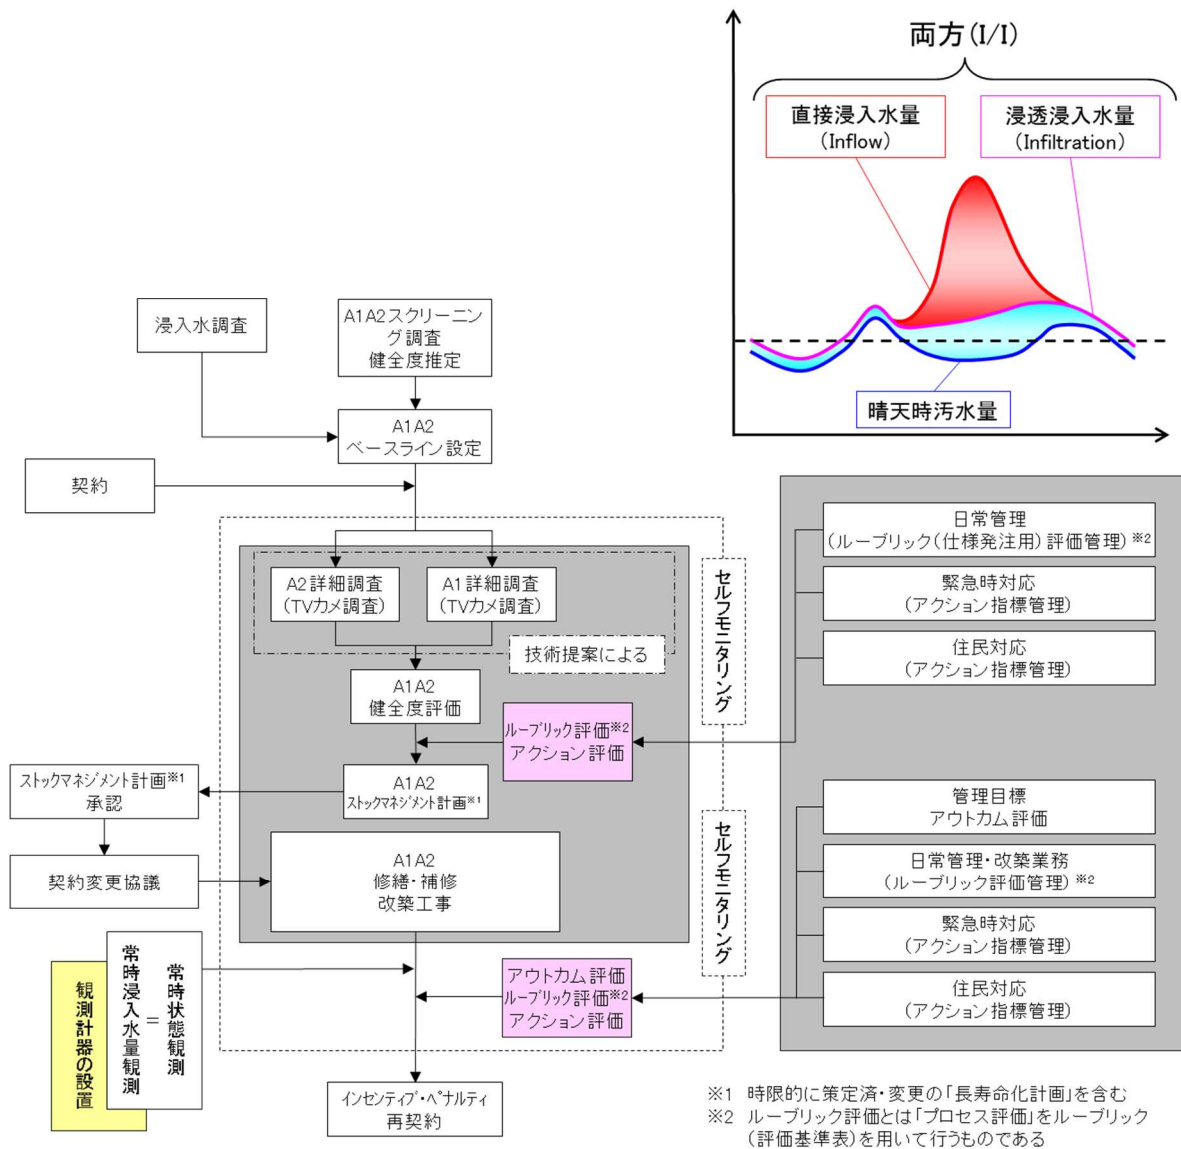 両方(I/I)
直接浸入水量
(Inflow)
浸透浸入水量
(Infiltration)
晴天時汚水量
浸入水調査
A1A2スクリーニン
グ調査
健全度推定
A1A2
ベースライン設定
契約
A2詳細調査
(TVカメ調査)
A1詳細調査
(TVカメ調査)
技術提案による
セルフモニタリング
A1A2
健全度評価
ルーブリック評価※2
アクション評価
A1A2
ストックマネジメント計画※1
ストックマネジメント計画※1
承認
契約変更協議
A1A2
修繕・補修
改築工事
セルフモニタリング
観測計器の設置
常時状態観測
=
常時浸入水量観測
アウトカム評価
ルーブリック評価※2
アクション評価
インセンティブ・ペナルティ
再契約
日常管理
(ルーブリック(仕様発注用)評価管理)※2
緊急時対応
(アクション指標管理)
住民対応
(アクション指標管理)
管理目標
アウトカム評価
日常管理・改築業務
(ルーブリック評価管理)※2
緊急時対応
(アクション指標管理)
住民対応
(アクション指標管理)
※1 時限的に策定済・変更の「長寿命化計画」を含む
※2 ルーブリック評価とは「プロセス評価」をルーブリック
(評価基準表)を用いて行うものである